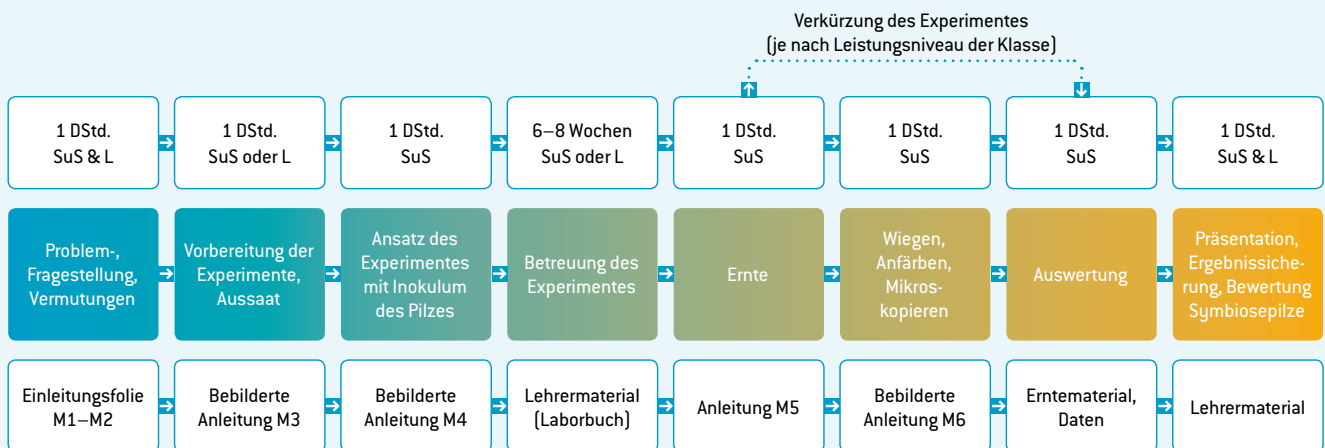 Verkürzung des Experimentes
(je nach Leistungsniveau der Klasse)
1 DStd.
SuS & L
1 DStd.
SuS oder L
1 DStd.
SuS
6–8 Wochen
SuS oder L
1 DStd.
SuS
1 DStd.
SuS
1 DStd.
SuS
1 DStd.
SuS & L
Problem-,
Fragestellung,
Vermutungen
Vorbereitung der
Experimente,
Aussaat
Ansatz des
Experimentes
mit Inokulum
des Pilzes
Betreuung des
Experimentes
Ernte
Wiegen,
Anfärben,
Mikros-
kopieren
Auswertung
Präsentation,
Ergebnissiche-
rung, Bewertung
Symbiosepilze
Einleitungsfolie
M1–M2
Bebilderte
Anleitung M3
Bebilderte
Anleitung M4
Lehrermaterial
(Laborbuch)
Anleitung M5
Bebilderte
Anleitung M6
Erntematerial,
Daten
Lehrermaterial